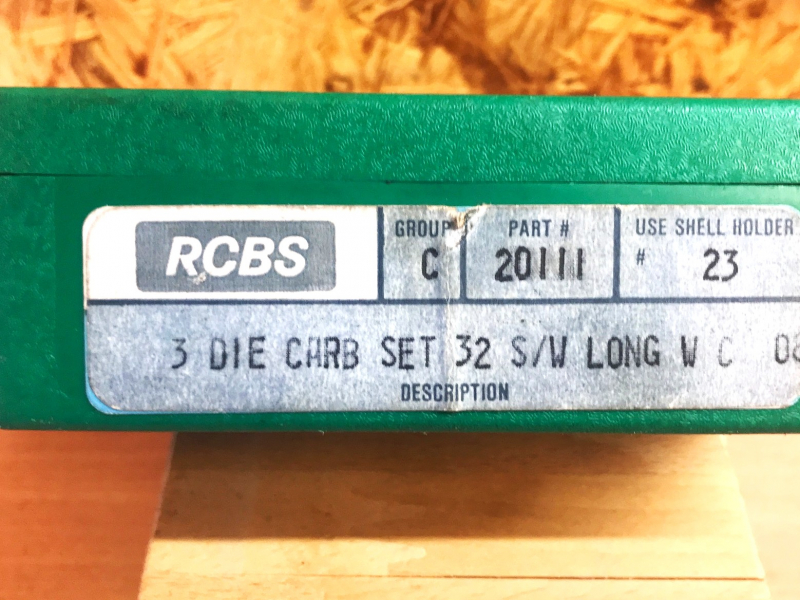 RCBS
GROUP
C
PART #
20111
USE SHELL HOLDER
# 23
3 DIE CARB SET 32 S/W LONG W C
DESCRIPTION